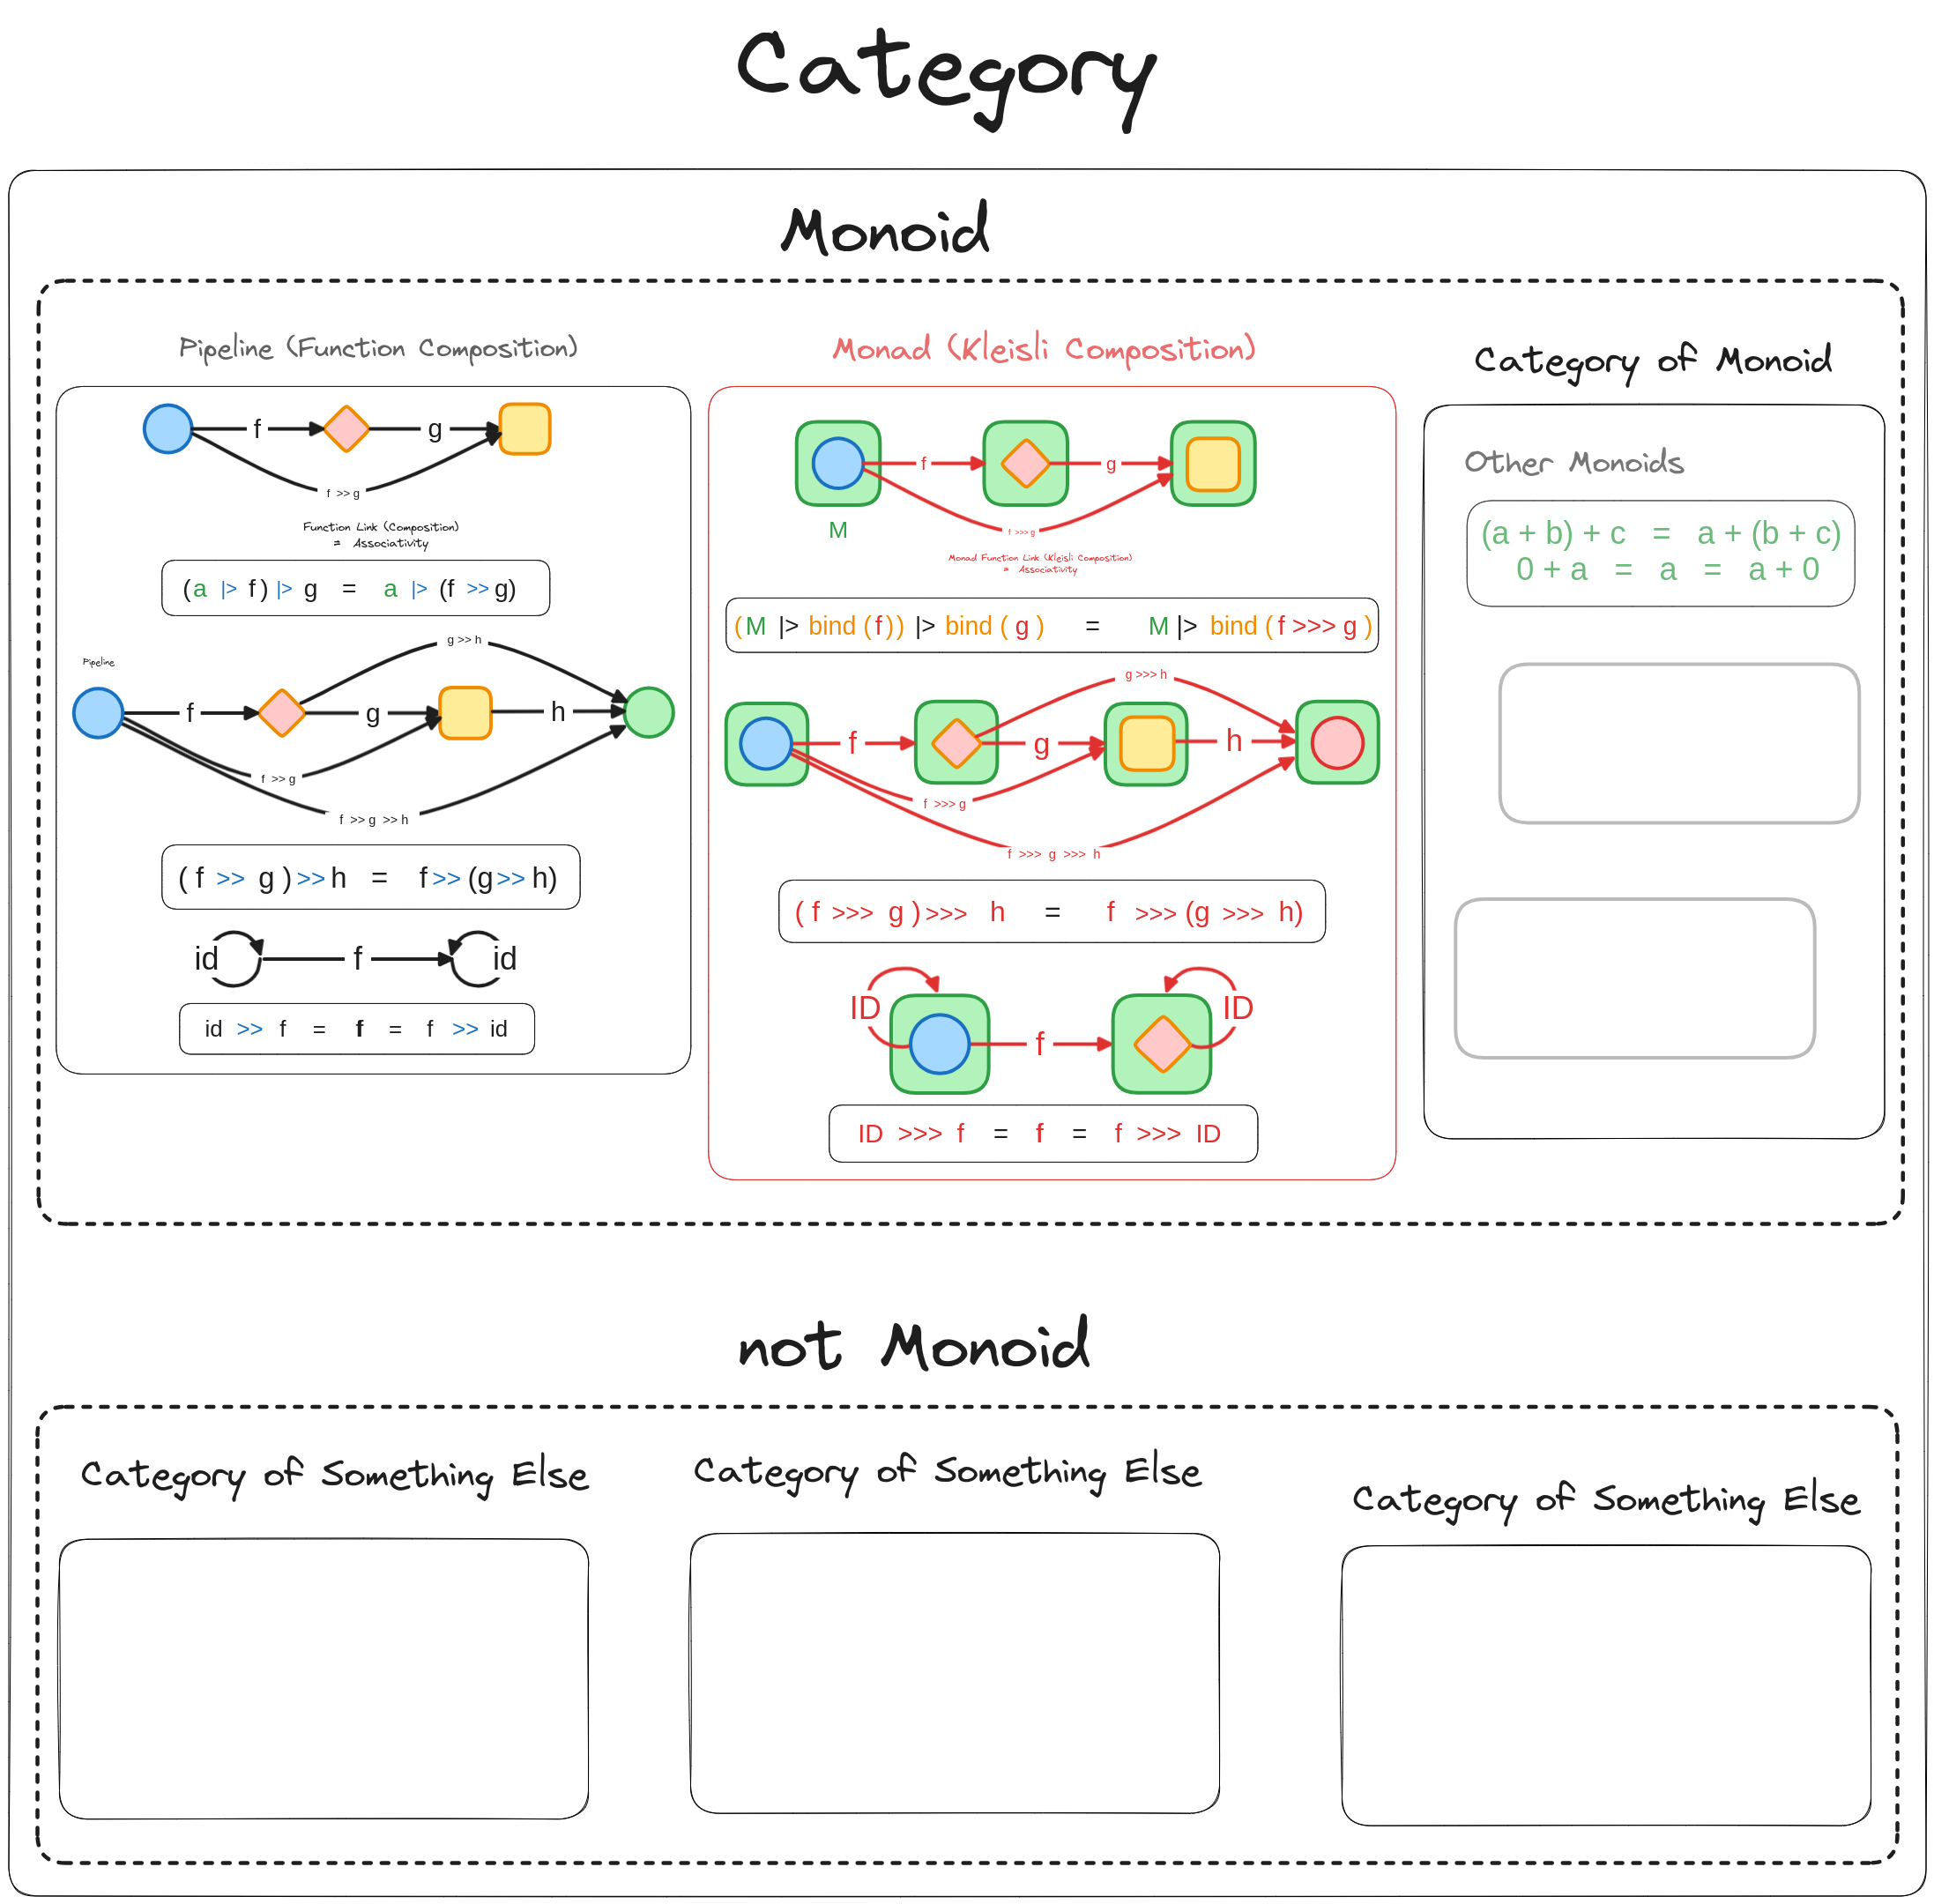 Category
Monoid
Pipeline (Function Composition)
f
g
f >> g
Function Link (Composition)
= Associativity
(a |> f) |> g = a |> (f >> g)
g >> h
Pipeline
f
g
h
f >> g
f >> g >> h
( f >> g ) >> h = f >> (g >> h)
id
f
id
id >> f = f = f >> id
Monad (Kleisli Composition)
f
g
M
f >>> g
Monad Function Link (Kleisli Composition)
= Associativity
(M |> bind (f)) |> bind ( g ) = M |> bind (f >>> g )
g >>> h
f
g
h
f >>> g
f >>> g >>> h
( f >>> g ) >>> h = f >>> (g >>> h)
ID
f
ID
ID >>> f = f = f >>> ID
Category of Monoid
Other Monoids
(a + b) + c = a + (b + c)
0 + a = a = a + 0
not Monoid
Category of Something Else
Category of Something Else
Category of Something Else